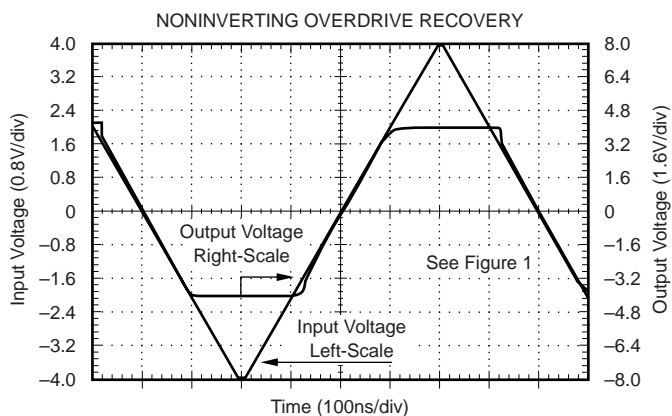 NONINVERTING OVERDRIVE RECOVERY
Input Voltage (0.8V/div)
4.0
3.2
2.4
1.6
0.8
0
–0.8
–1.6
–2.4
–3.2
–4.0
Output Voltage
Right-Scale
See Figure 1
Input Voltage
Left-Scale
8.0
6.4
4.8
3.2
1.6
0
–1.6
–3.2
–4.8
–6.4
–8.0
Output Voltage (1.6V/div)
Time (100ns/div)